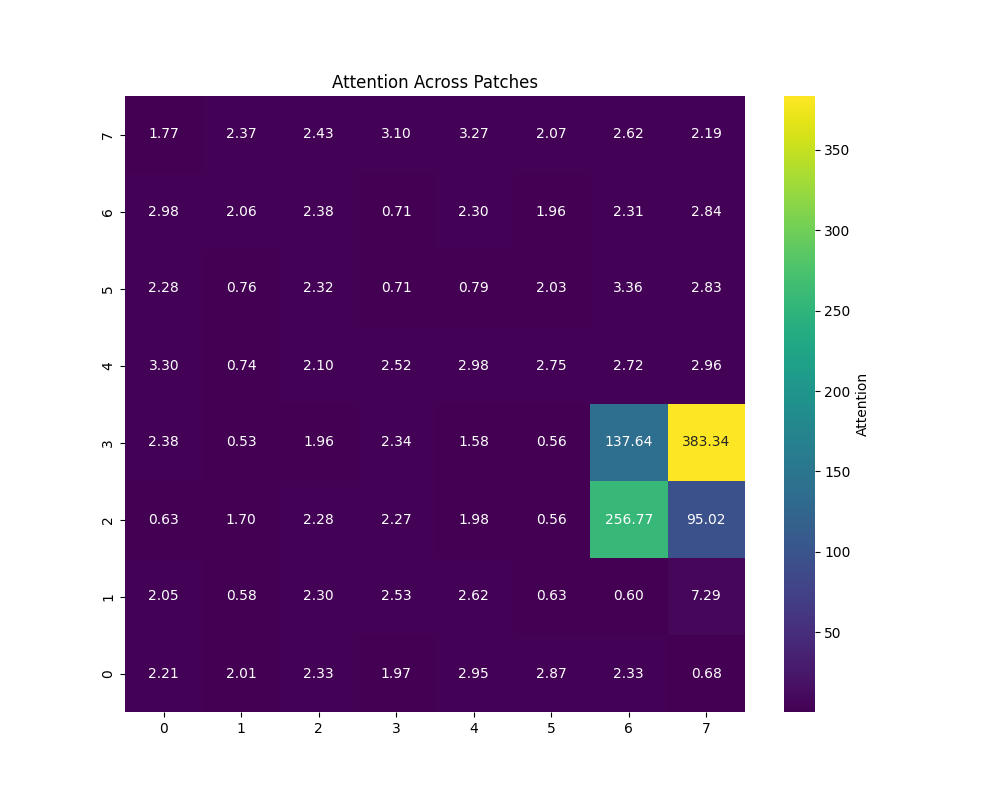 Attention Across Patches
7 1.77 2.37 2.43 3.10 3.27 2.07 2.62 2.19
6 2.98 2.06 2.38 0.71 2.30 1.96 2.31 2.84
5 2.28 0.76 2.32 0.71 0.79 2.03 3.36 2.83
4 3.30 0.74 2.10 2.52 2.98 2.75 2.72 2.96
3 2.38 0.53 1.96 2.34 1.58 0.56 137.64 383.34
2 0.63 1.70 2.28 2.27 1.98 0.56 256.77 95.02
1 2.05 0.58 2.30 2.53 2.62 0.63 0.60 7.29
0 2.21 2.01 2.33 1.97 2.95 2.87 2.33 0.68
0 1 2 3 4 5 6 7
350
300
250
200
150
100
50
Attention